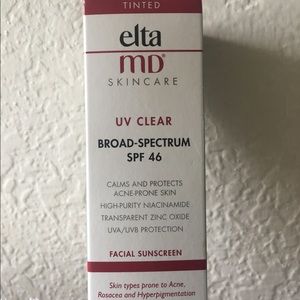 TINTED
elta
MD®
SKINCARE
UV CLEAR
BROAD-SPECTRUM
SPF 46
CALMS AND PROTECTS
ACNE-PRONE SKIN
HIGH-PURITY NIACINAMIDE
TRANSPARENT ZINC OXIDE
UVA/UVB PROTECTION
FACIAL SUNSCREEN
Skin types prone to Acne,
Rosacea and Hyperpigmentation